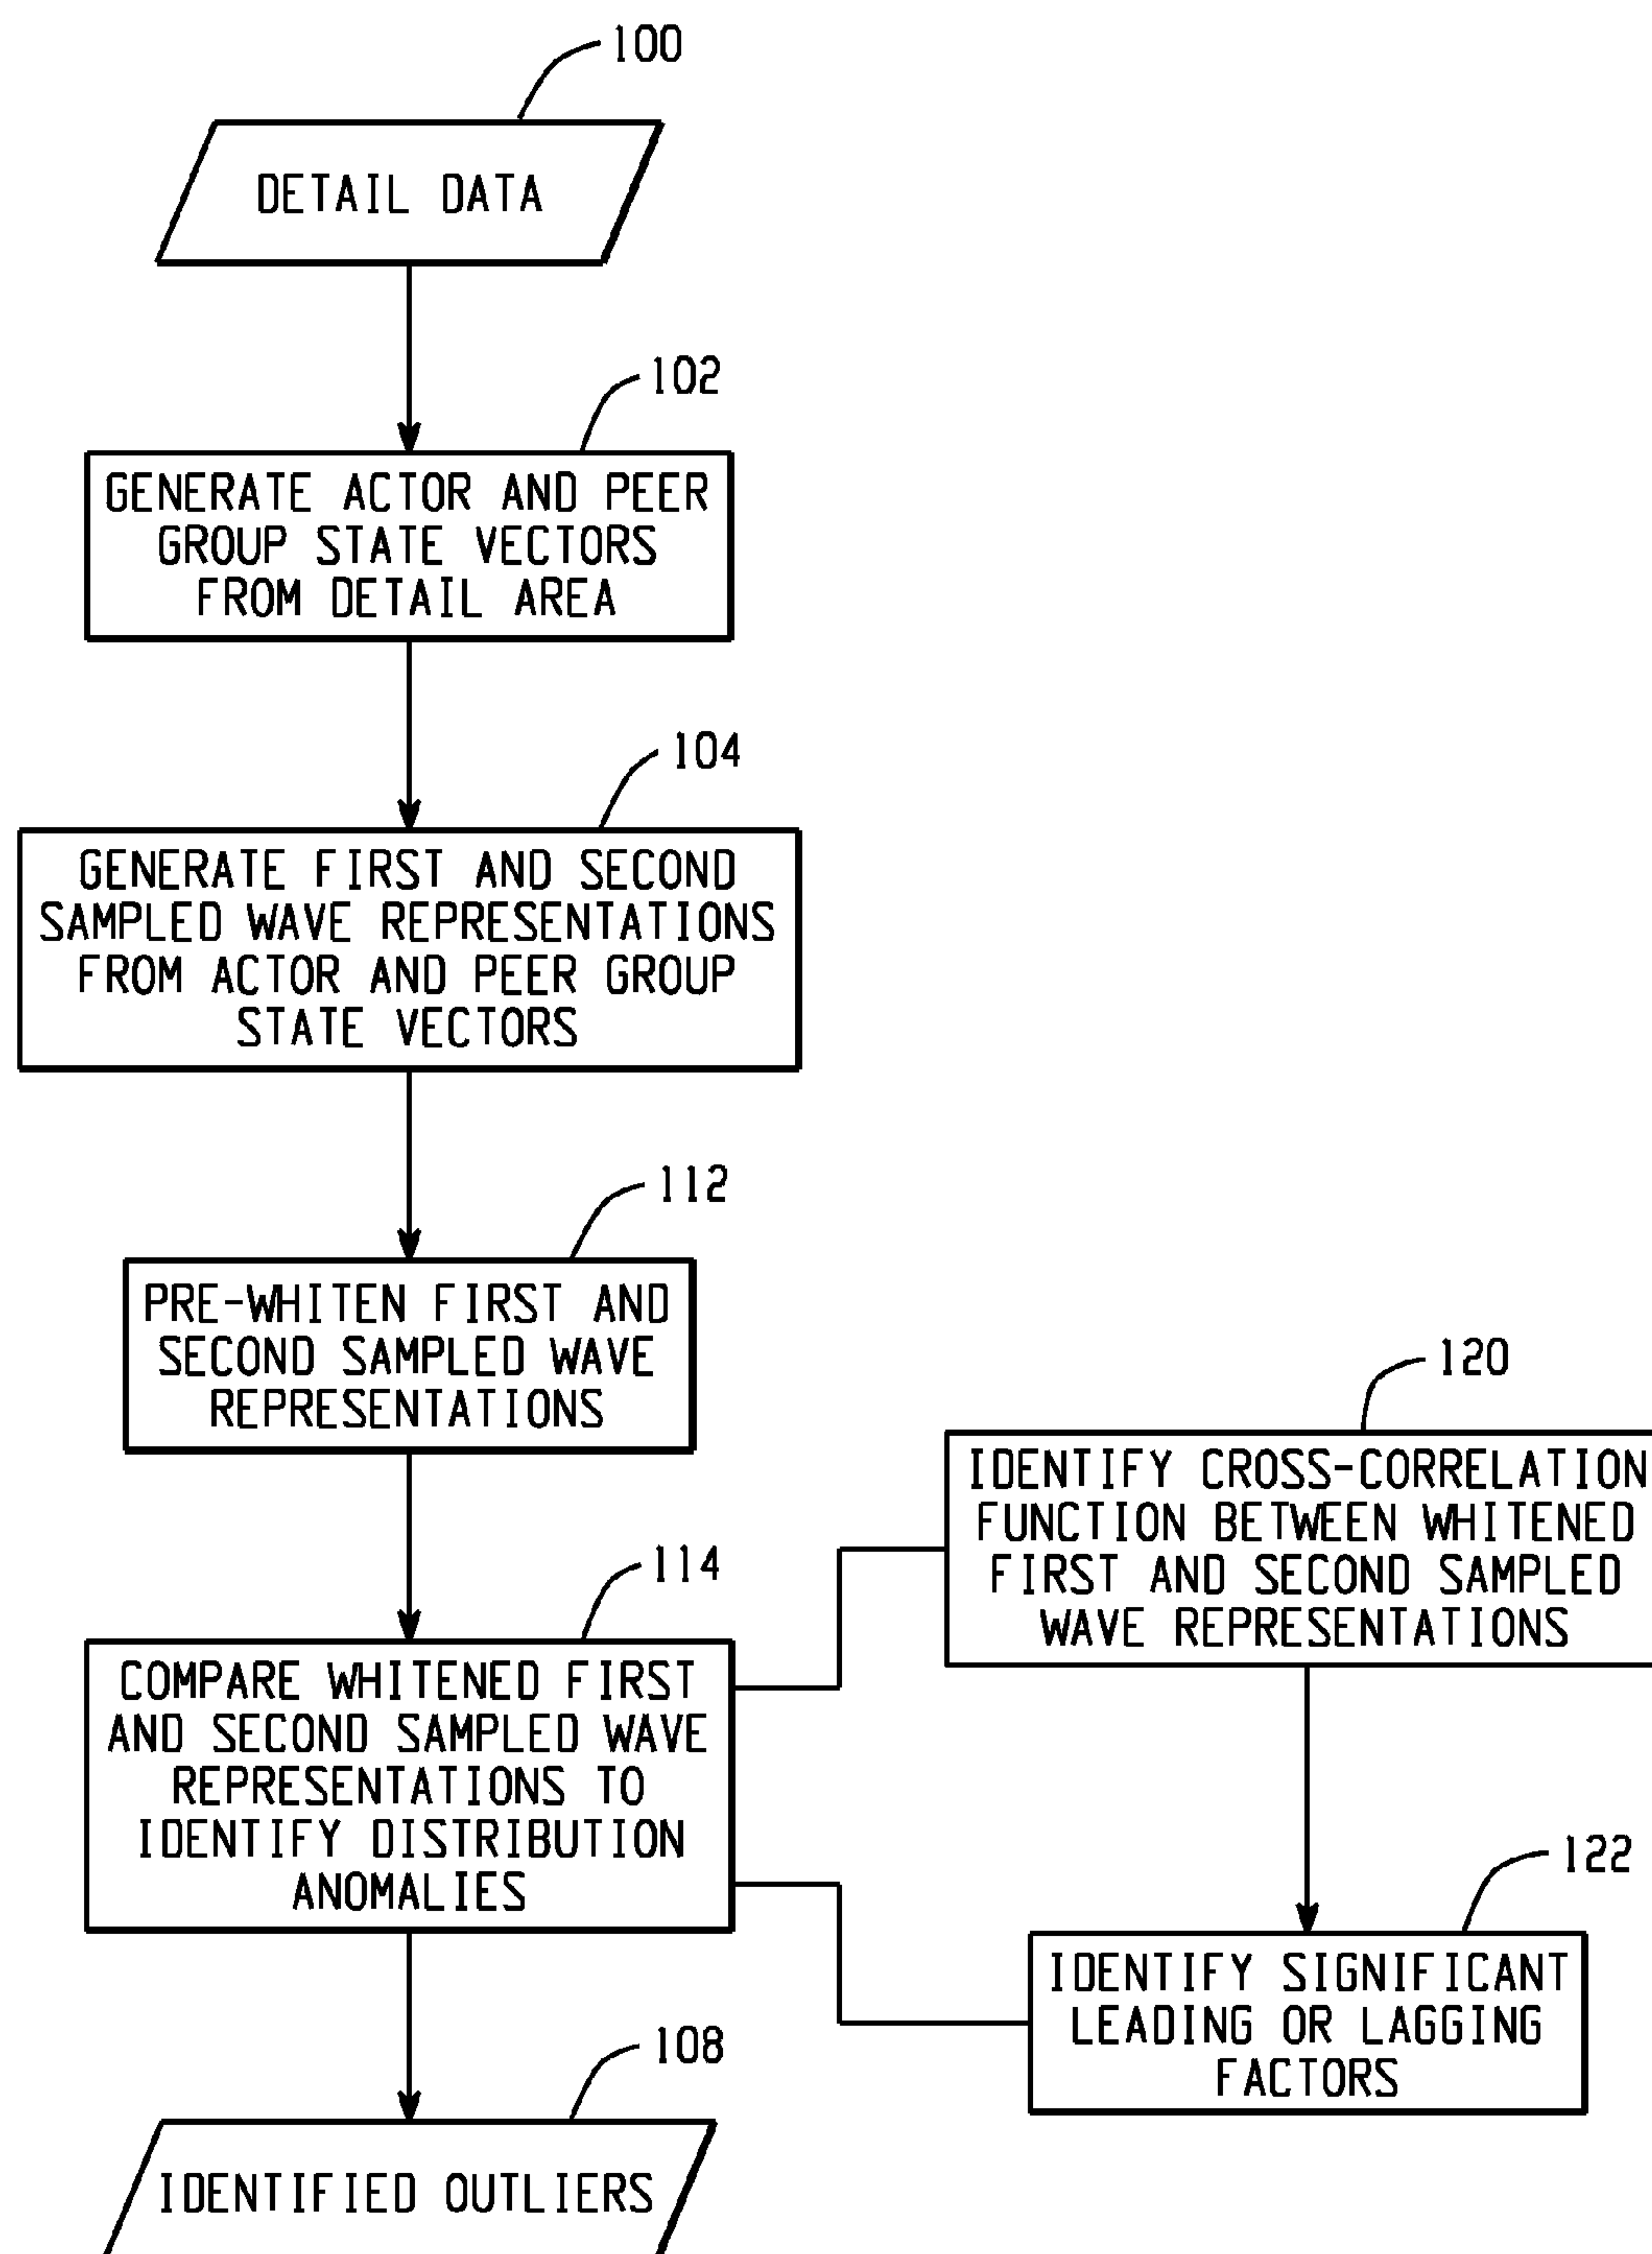 100
DETAIL DATA
102
GENERATE ACTOR AND PEER
GROUP STATE VECTORS
FROM DETAIL AREA
104
GENERATE FIRST AND SECOND
SAMPLED WAVE REPRESENTATIONS
FROM ACTOR AND PEER GROUP
STATE VECTORS
112
PRE-WHITEN FIRST AND
SECOND SAMPLED WAVE
REPRESENTATIONS
114
COMPARE WHITENED FIRST
AND SECOND SAMPLED WAVE
REPRESENTATIONS TO
IDENTIFY DISTRIBUTION
ANOMALIES
120
IDENTIFY CROSS-CORRELATION
FUNCTION BETWEEN WHITENED
FIRST AND SECOND SAMPLED
WAVE REPRESENTATIONS
122
IDENTIFY SIGNIFICANT
LEADING OR LAGGING
FACTORS
108
IDENTIFIED OUTLIERS